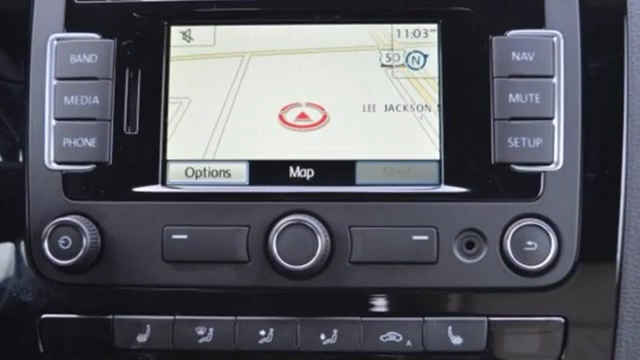 BAND
MEDIA
PHONE
11:03
50
N
LEE JACKSON
Options
Map
NAV
MUTE
SETUP
A